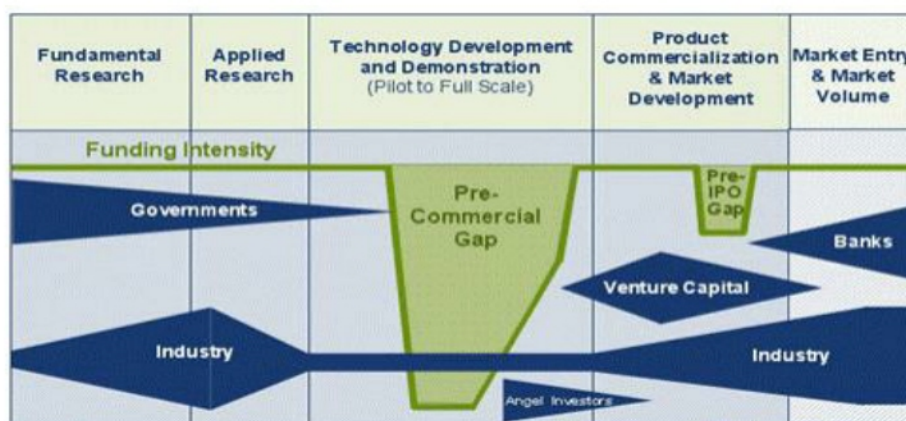 Fundamental
Research
Applied
Research
Technology Development
and Demonstration
(Pilot to Full Scale)
Product
Commercialization
& Market
Development
Market Entry
& Market
Volume
Funding Intensity
Pre-
Commercial
Gap
Pre-
IPO
Gap
Governments
Banks
Venture Capital
Industry
Industry
Angel Investors